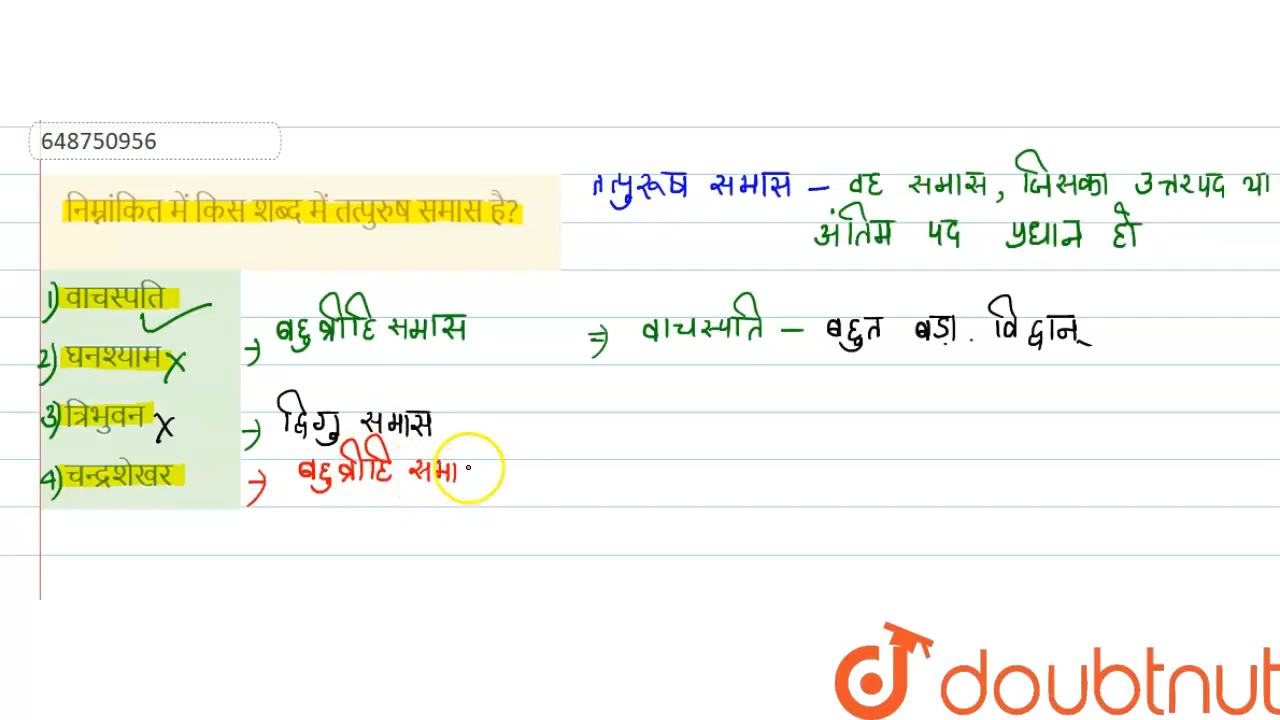 648750956
निम्नांकित में किस शब्द में तत्पुरुष समास है?
तत्पुरूष समास – वह समास, जिसका उत्तरपद या
अंतिम पद प्रधान हो
1) वाचस्पति
2) घनश्याम x → बहुव्रीहि समास
⇒ वाचस्पति – बहुत बड़ा विद्वान्
3) त्रिभुवन x → द्विगु समास
4) चन्द्रशेखर → बहुव्रीहि समा
doubtnut